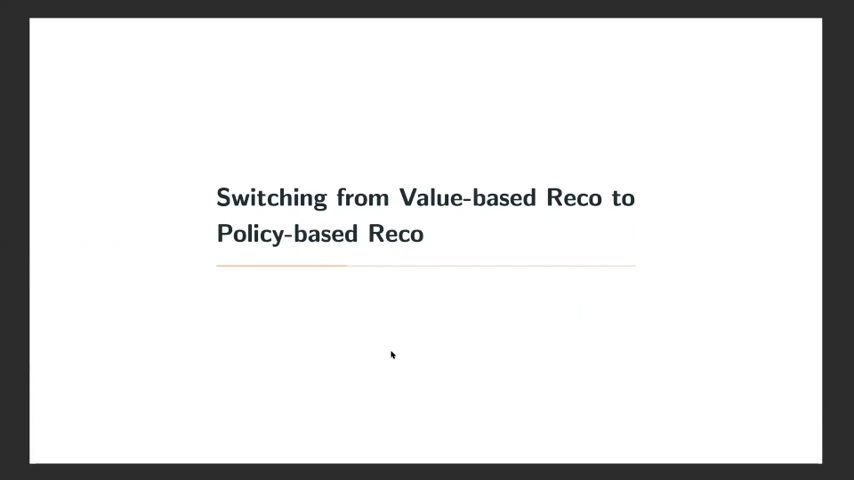 Switching from Value-based Reco to
Policy-based Reco